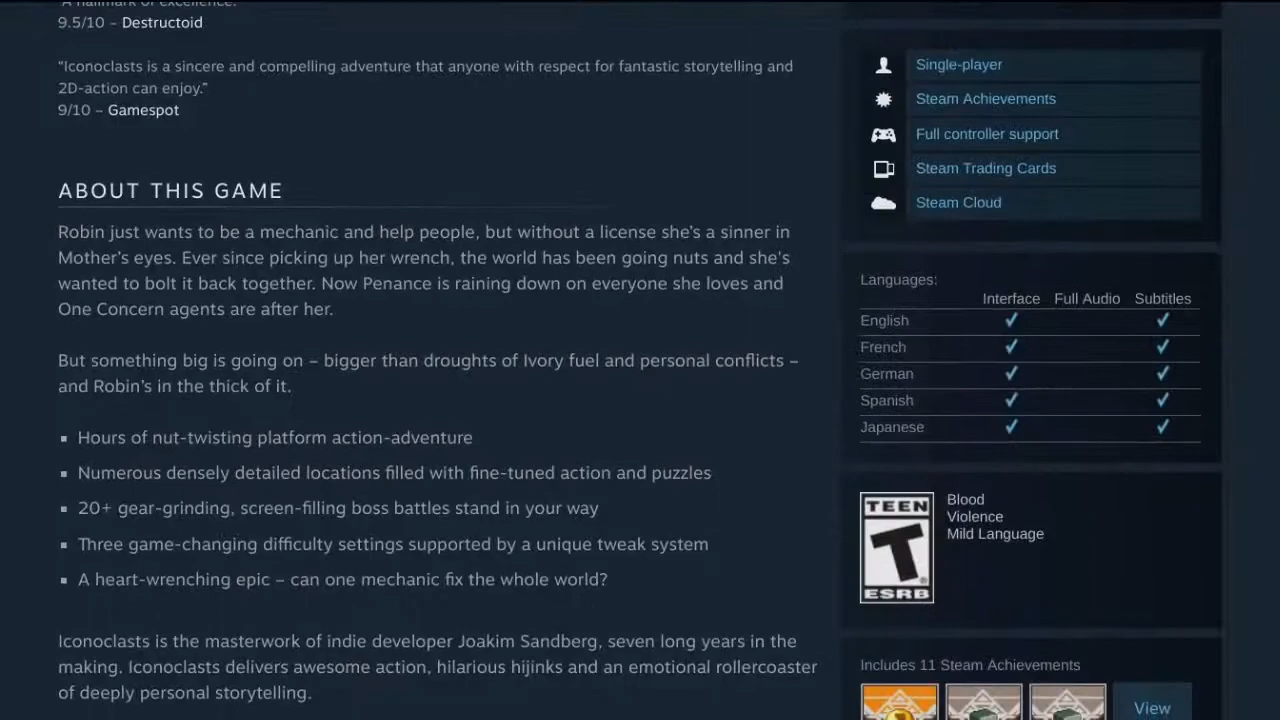 "A hallmark of excellence."
9.5/10 – Destructoid
"Iconoclasts is a sincere and compelling adventure that anyone with respect for fantastic storytelling and
2D-action can enjoy."
9/10 – Gamespot
ABOUT THIS GAME
Robin just wants to be a mechanic and help people, but without a license she's a sinner in
Mother's eyes. Ever since picking up her wrench, the world has been going nuts and she's
wanted to bolt it back together. Now Penance is raining down on everyone she loves and
One Concern agents are after her.
But something big is going on – bigger than droughts of Ivory fuel and personal conflicts –
and Robin's in the thick of it.
Hours of nut-twisting platform action-adventure
Numerous densely detailed locations filled with fine-tuned action and puzzles
20+ gear-grinding, screen-filling boss battles stand in your way
Three game-changing difficulty settings supported by a unique tweak system
A heart-wrenching epic – can one mechanic fix the whole world?
Iconoclasts is the masterwork of indie developer Joakim Sandberg, seven long years in the
making. Iconoclasts delivers awesome action, hilarious hijinks and an emotional rollercoaster
of deeply personal storytelling.
Single-player
Steam Achievements
Full controller support
Steam Trading Cards
Steam Cloud
Languages:
Interface Full Audio Subtitles
English ✓ ✓
French ✓ ✓
German ✓ ✓
Spanish ✓ ✓
Japanese ✓ ✓
TEEN
T
ESRB
Blood
Violence
Mild Language
Includes 11 Steam Achievements
View